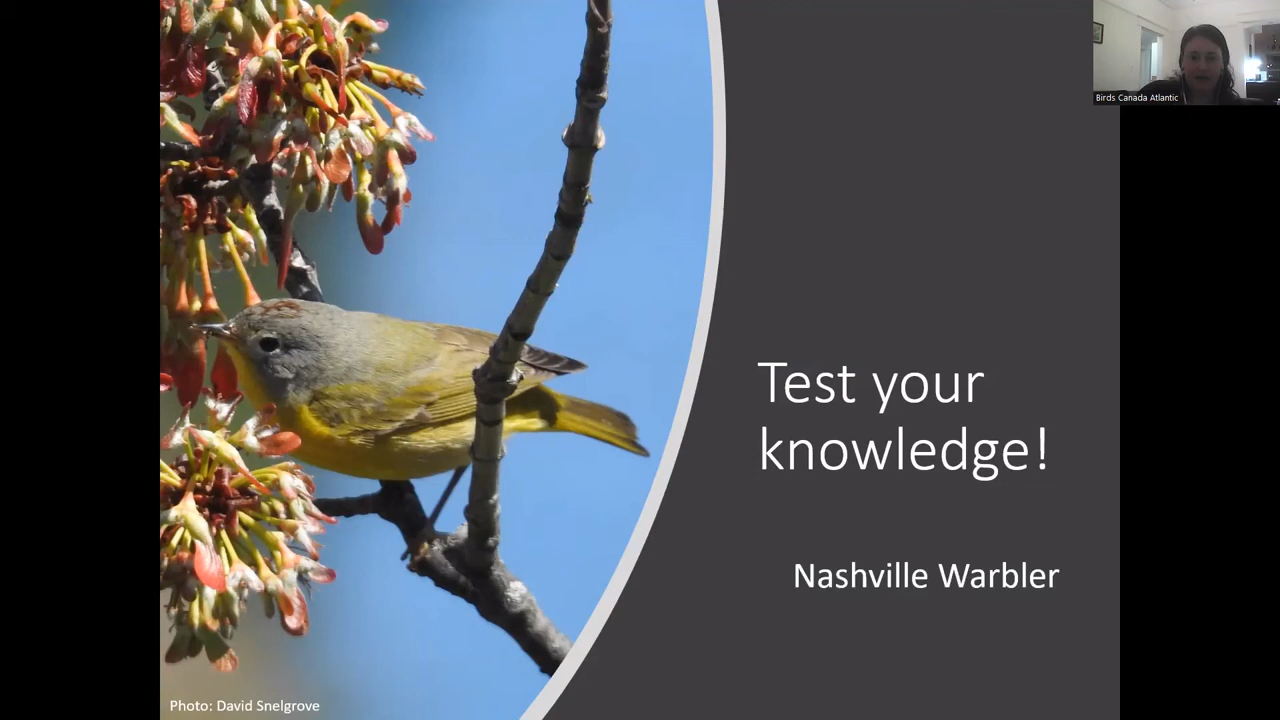 Birds Canada Atlantic
Test your
knowledge!
Nashville Warbler
Photo: David Snelgrove